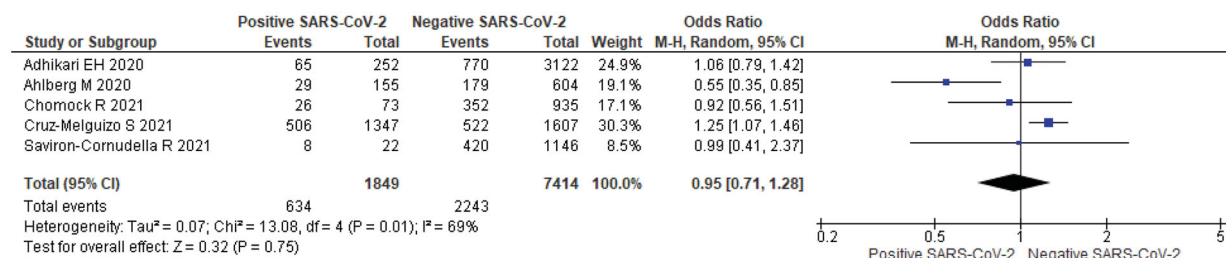 Positive SARS-CoV-2 Negative SARS-CoV-2 Odds Ratio Odds Ratio
Study or Subgroup Events Total Events Total Weight M-H, Random, 95% CI M-H, Random, 95% CI
Adhikari EH 2020 65 252 770 3122 24.9% 1.06 [0.79, 1.42]
Ahlberg M 2020 29 155 179 604 19.1% 0.55 [0.35, 0.85]
Chomock R 2021 26 73 352 935 17.1% 0.92 [0.56, 1.51]
Cruz-Melguizo S 2021 506 1347 522 1607 30.3% 1.25 [1.07, 1.46]
Saviron-Cornudella R 2021 8 22 420 1146 8.5% 0.99 [0.41, 2.37]
Total (95% CI) 1849 7414 100.0% 0.95 [0.71, 1.28]
Total events 634 2243
Heterogeneity: Tau² = 0.07; Chi² = 13.08, df = 4 (P = 0.01); I² = 69%
Test for overall effect: Z = 0.32 (P = 0.75)
0.2 0.5 1 2 5
Positive SARS-CoV-2 Negative SARS-CoV-2